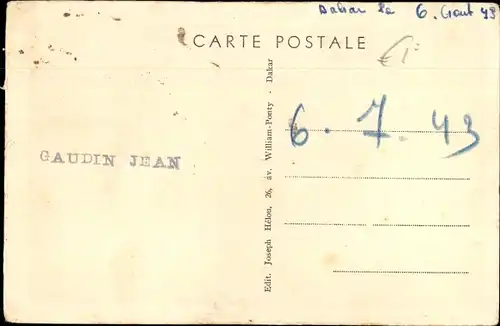 Dakar le 6. Aout 43
CARTE POSTALE
6.7.43
GAUDIN JEAN
Edit. Joseph Hélon, 26, av. William-Ponty - Dakar